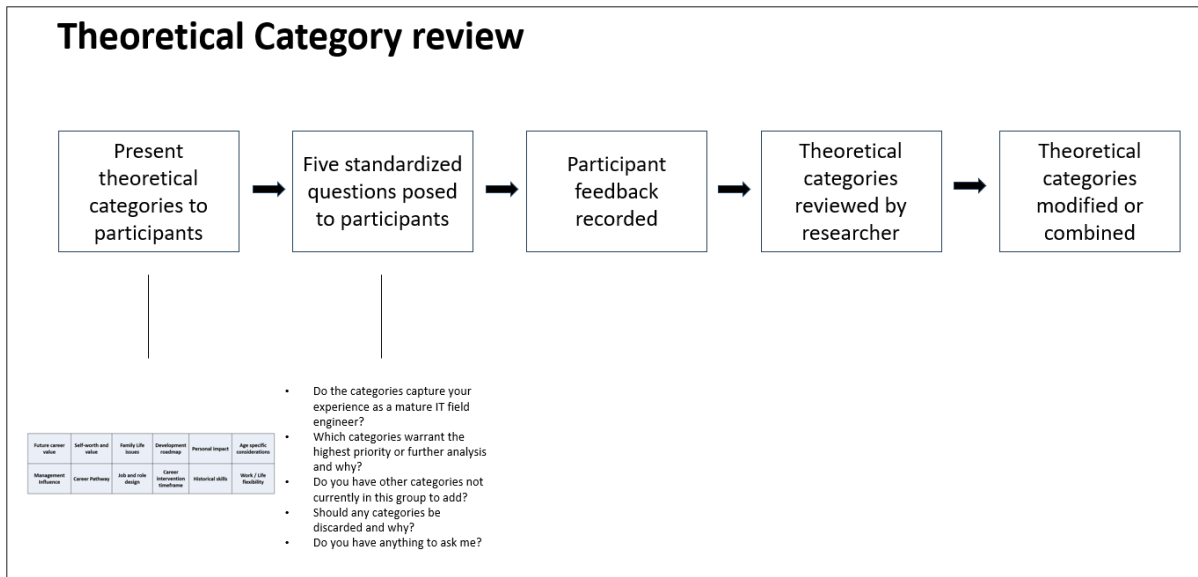 Theoretical Category review
Present
theoretical
categories to
participants
Five standardized
questions posed
to participants
Participant
feedback
recorded
Theoretical
categories
reviewed by
researcher
Theoretical
categories
modified or
combined
Future career
value
Self-worth and
value
Family Life
issues
Development
roadmap
Personal impact
Age specific
considerations
Management
Influence
Career Pathway
Job and role
design
Career
intervention
timeframe
Historical skills
Work / Life
flexibility
• Do the categories capture your
experience as a mature IT field
engineer?
• Which categories warrant the
highest priority or further analysis
and why?
• Do you have other categories not
currently in this group to add?
• Should any categories be
discarded and why?
• Do you have anything to ask me?